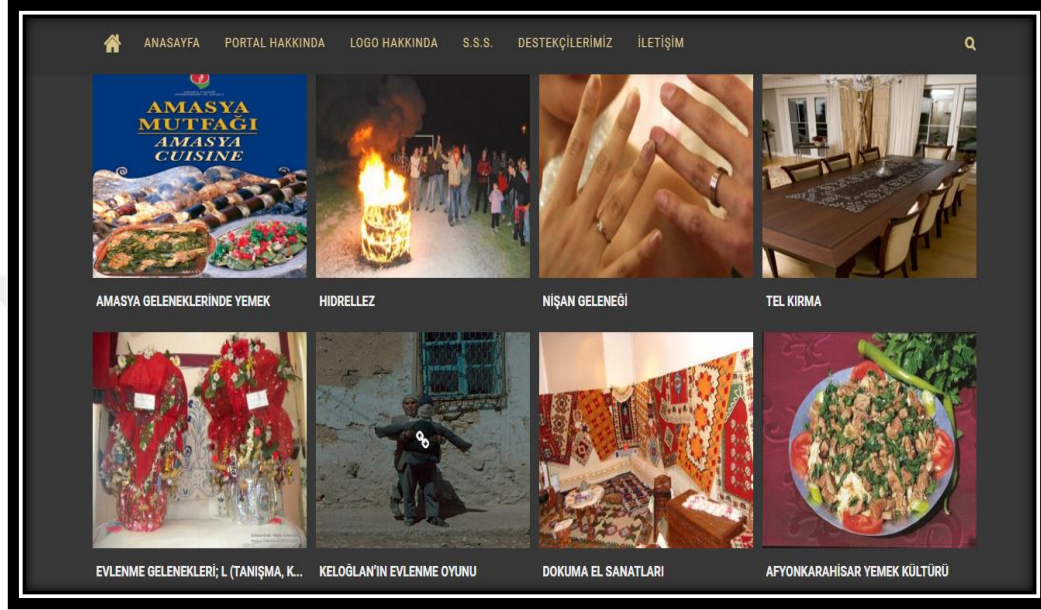 ANASAYFA PORTAL HAKKINDA LOGO HAKKINDA S.S.S. DESTEKÇİLERİMİZ İLETİŞİM
AMASYA
MUTFAĞI
AMASYA
CUISINE
AMASYA GELENEKLERİNDE YEMEK
HIDRELLEZ
NİŞAN GELENEĞİ
TEL KIRMA
EVLENME GELENEKLERİ; L (TANIŞMA, K...
KELOĞLAN'IN EVLENME OYUNU
DOKUMA EL SANATLARI
AFYONKARAHİSAR YEMEK KÜLTÜRÜ